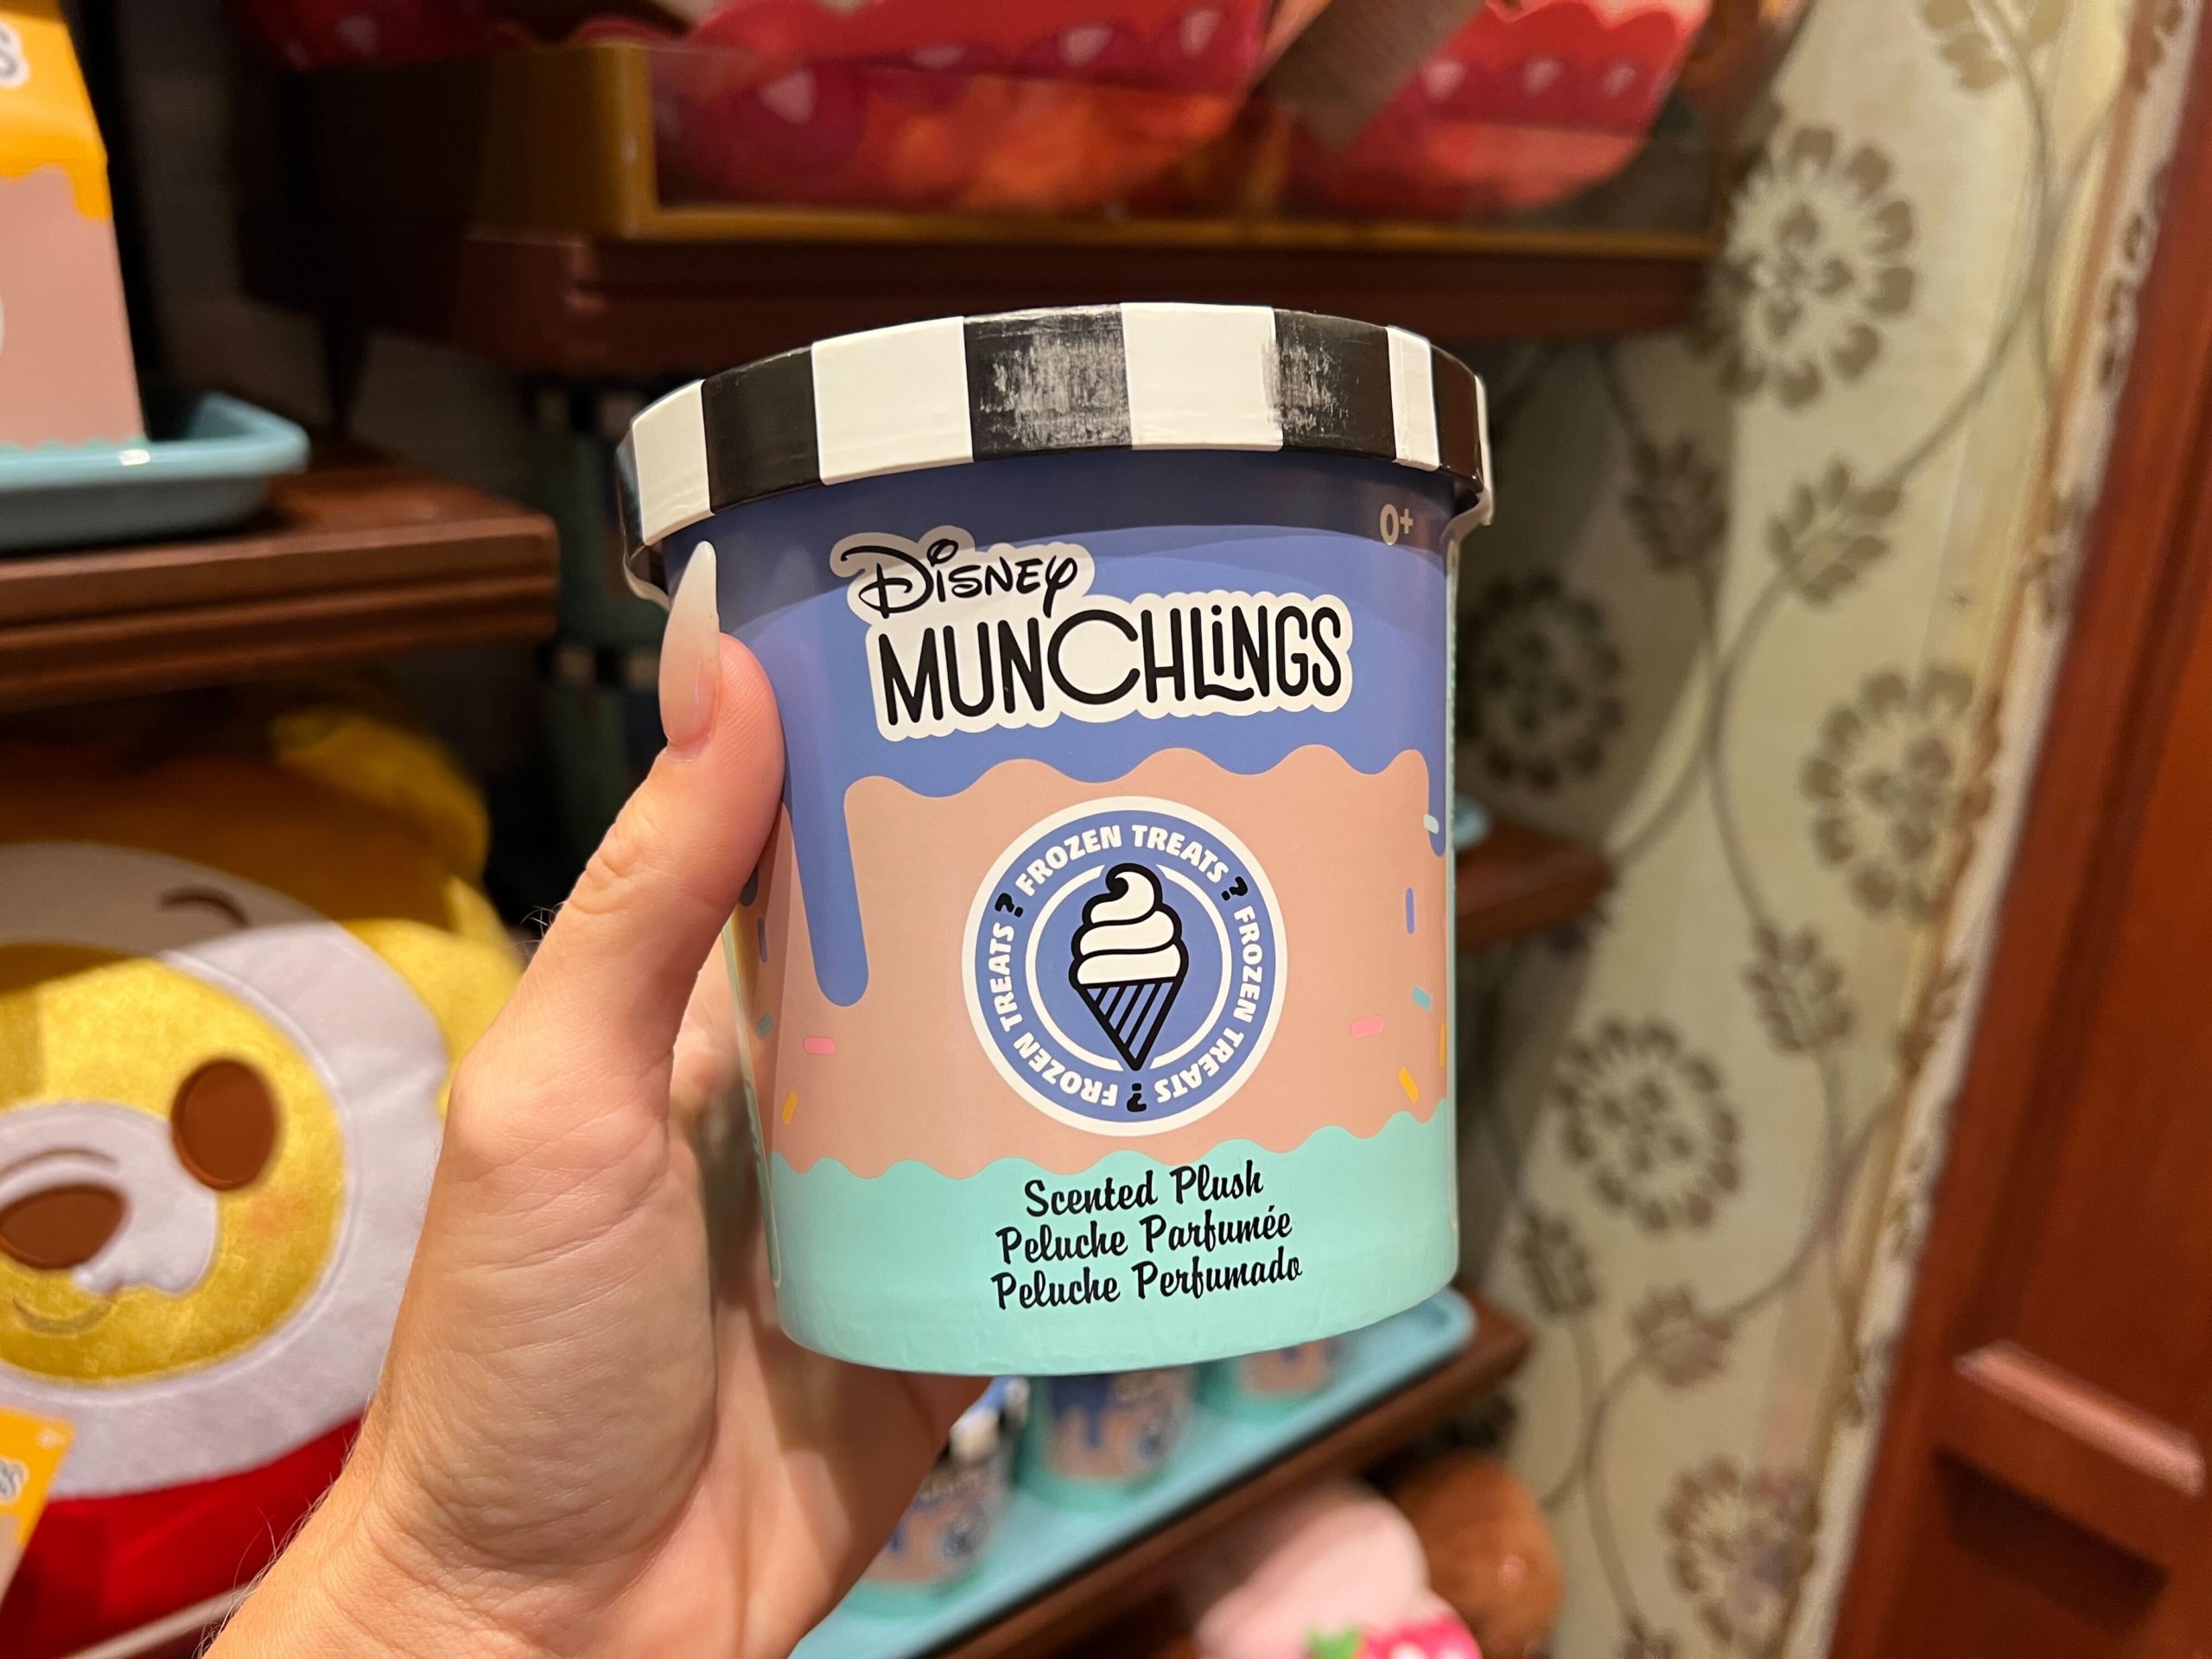 0+
Disney
MUNCHLiNGS
FROZEN TREATS ? FROZEN TREATS ? FROZEN TREATS ?
Scented Plush
Peluche Parfumée
Peluche Perfumado